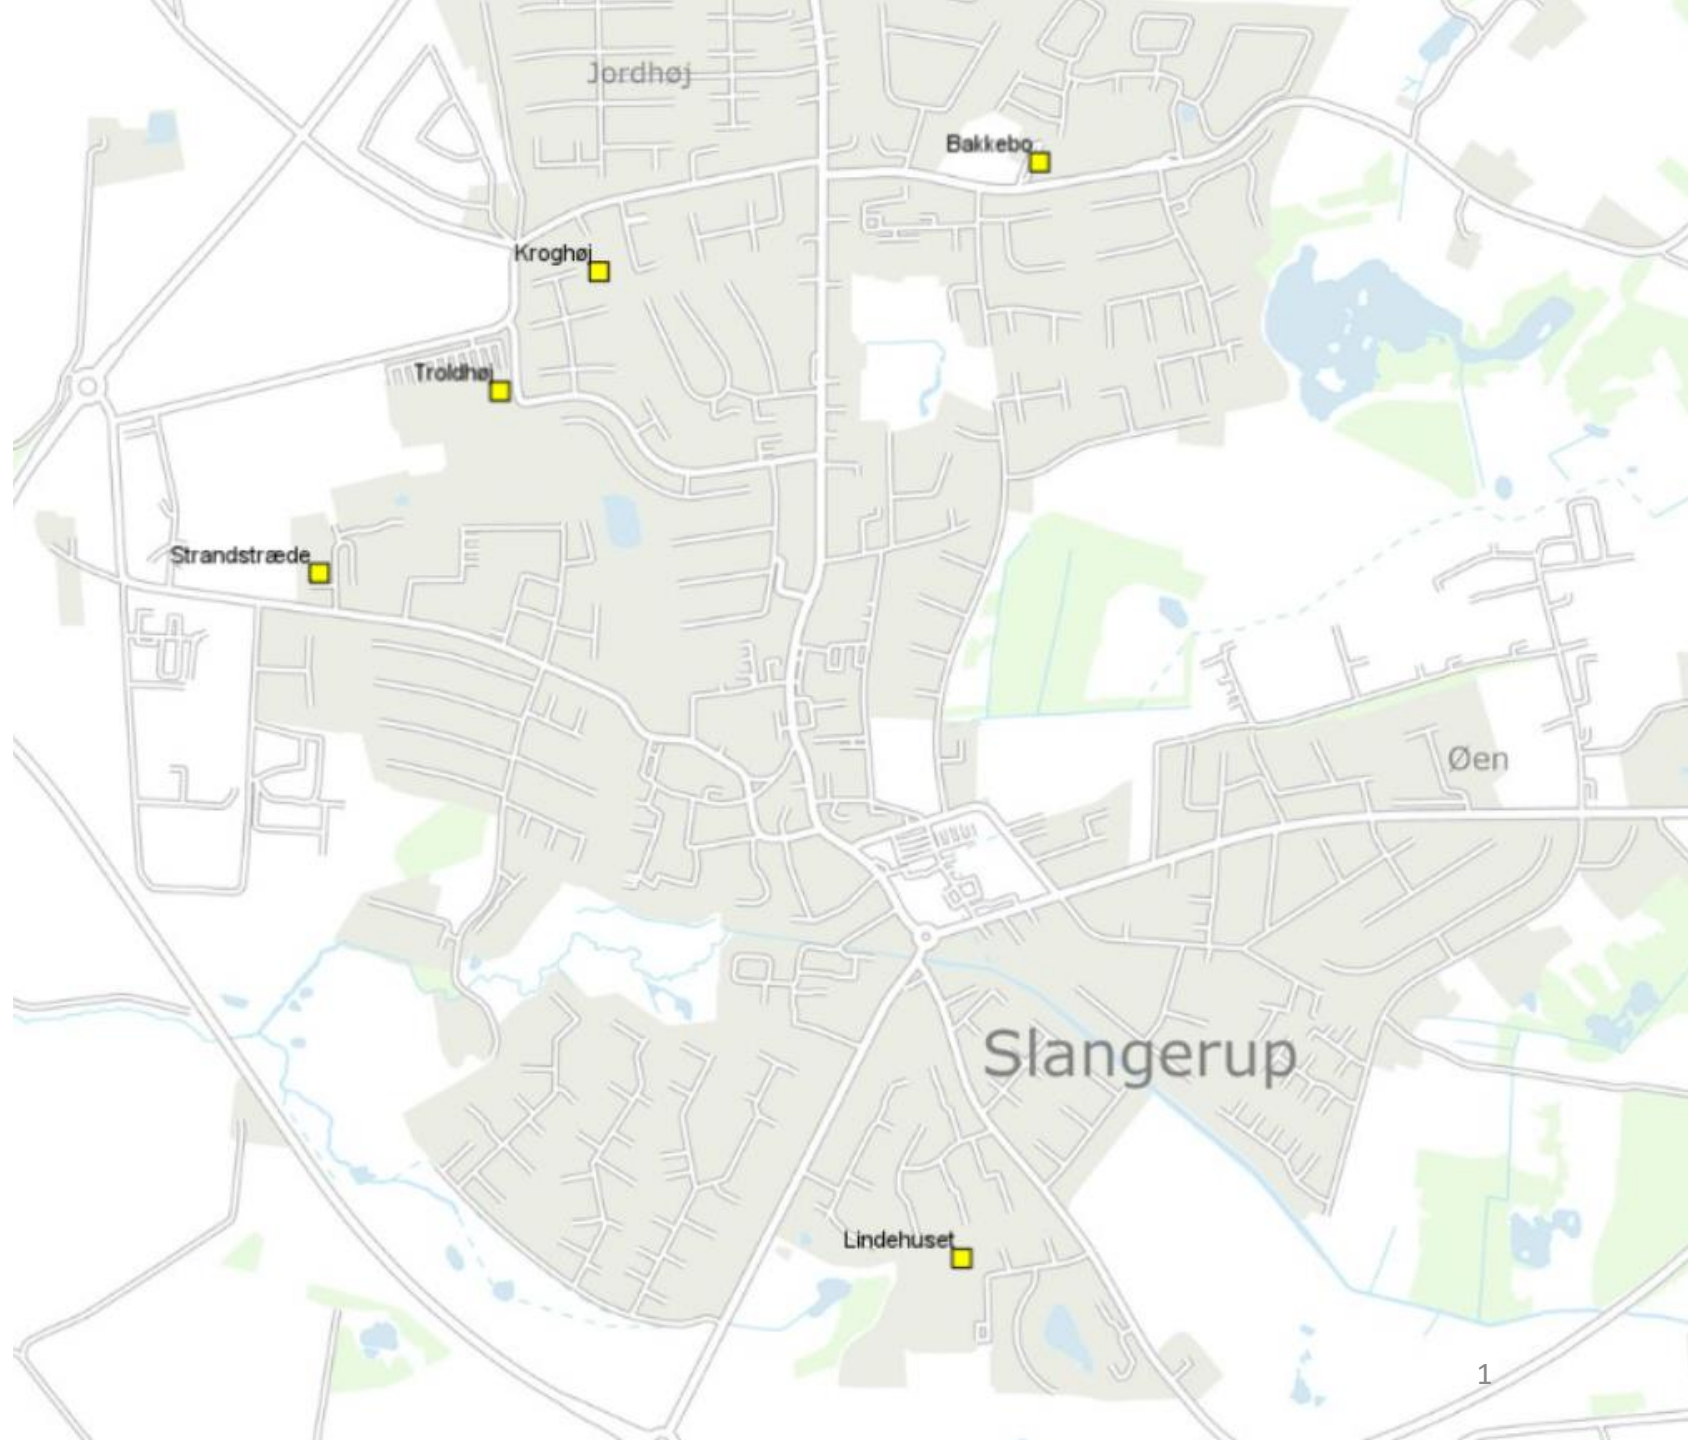 Jordhøj
Bakkebo
Kroghøj
Troldhøj
Strandstræde
Øen
Slangerup
Lindehuset
1